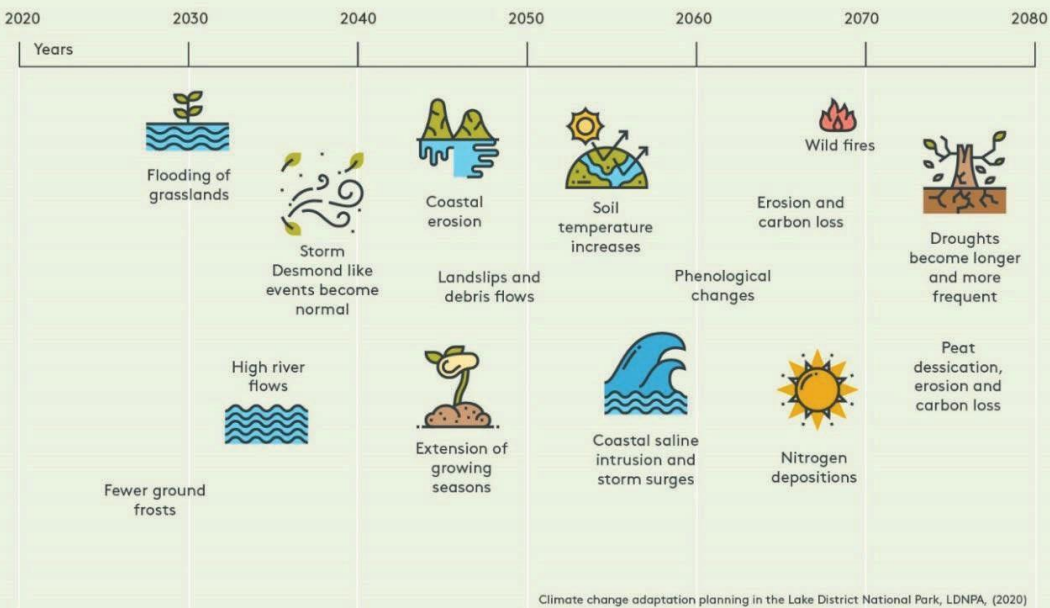 2020 2030 2040 2050 2060 2070 2080
Years
Flooding of
grasslands
Storm
Desmond like
events become
normal
High river
flows
Fewer ground
frosts
Coastal
erosion
Landslips and
debris flows
Extension of
growing
seasons
Soil
temperature
increases
Coastal saline
intrusion and
storm surges
Phenological
changes
Wild fires
Erosion and
carbon loss
Nitrogen
depositions
Droughts
become longer
and more
frequent
Peat
dessication,
erosion and
carbon loss
Climate change adaptation planning in the Lake District National Park, LDNPA, (2020)